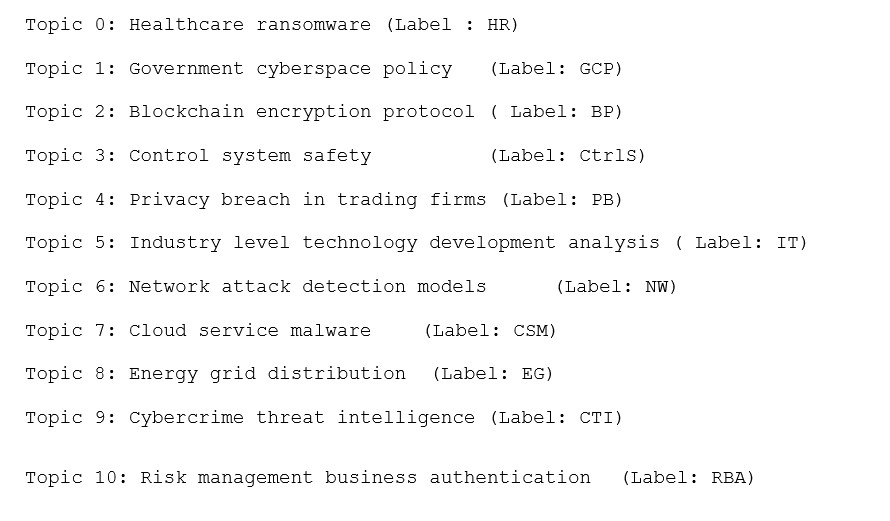 Topic 0: Healthcare ransomware (Label : HR)
Topic 1: Government cyberspace policy (Label: GCP)
Topic 2: Blockchain encryption protocol ( Label: BP)
Topic 3: Control system safety (Label: CtrlS)
Topic 4: Privacy breach in trading firms (Label: PB)
Topic 5: Industry level technology development analysis ( Label: IT)
Topic 6: Network attack detection models (Label: NW)
Topic 7: Cloud service malware (Label: CSM)
Topic 8: Energy grid distribution (Label: EG)
Topic 9: Cybercrime threat intelligence (Label: CTI)
Topic 10: Risk management business authentication (Label: RBA)